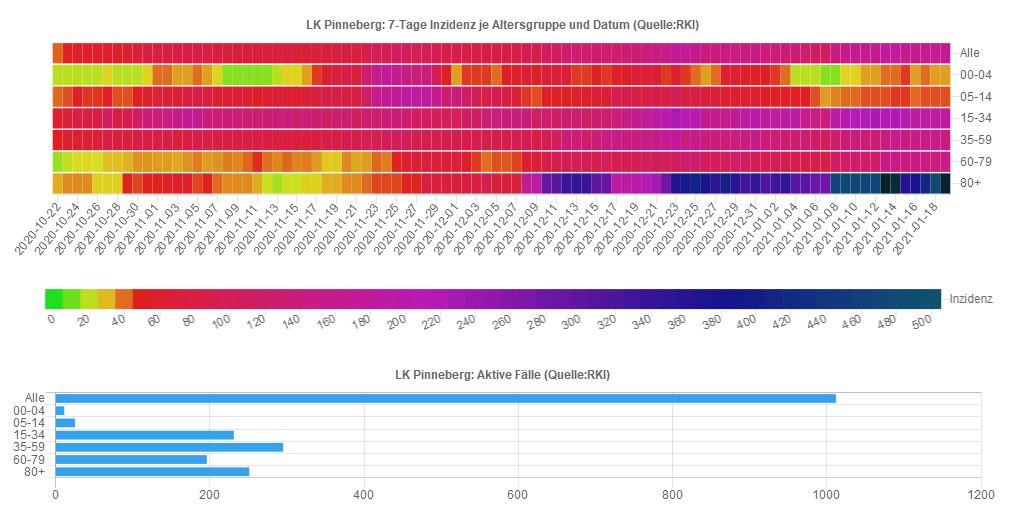 LK Pinneberg: 7-Tage Inzidenz je Altersgruppe und Datum (Quelle:RKI)
Alle
00-04
05-14
15-34
35-59
60-79
80+
2020-10-22 2020-10-24 2020-10-26 2020-10-28 2020-10-30 2020-11-01 2020-11-03 2020-11-05 2020-11-07 2020-11-09 2020-11-11 2020-11-13 2020-11-15 2020-11-17 2020-11-19 2020-11-21 2020-11-23 2020-11-25 2020-11-27 2020-11-29 2020-12-01 2020-12-03 2020-12-05 2020-12-07 2020-12-09 2020-12-11 2020-12-13 2020-12-15 2020-12-17 2020-12-19 2020-12-21 2020-12-23 2020-12-25 2020-12-27 2020-12-29 2020-12-31 2021-01-02 2021-01-04 2021-01-06 2021-01-08 2021-01-10 2021-01-12 2021-01-14 2021-01-16 2021-01-18
Inzidenz
0 20 40 60 80 100 120 140 160 180 200 220 240 260 280 300 320 340 360 380 400 420 440 460 480 500
LK Pinneberg: Aktive Fälle (Quelle:RKI)
Alle
00-04
05-14
15-34
35-59
60-79
80+
0 200 400 600 800 1000 1200